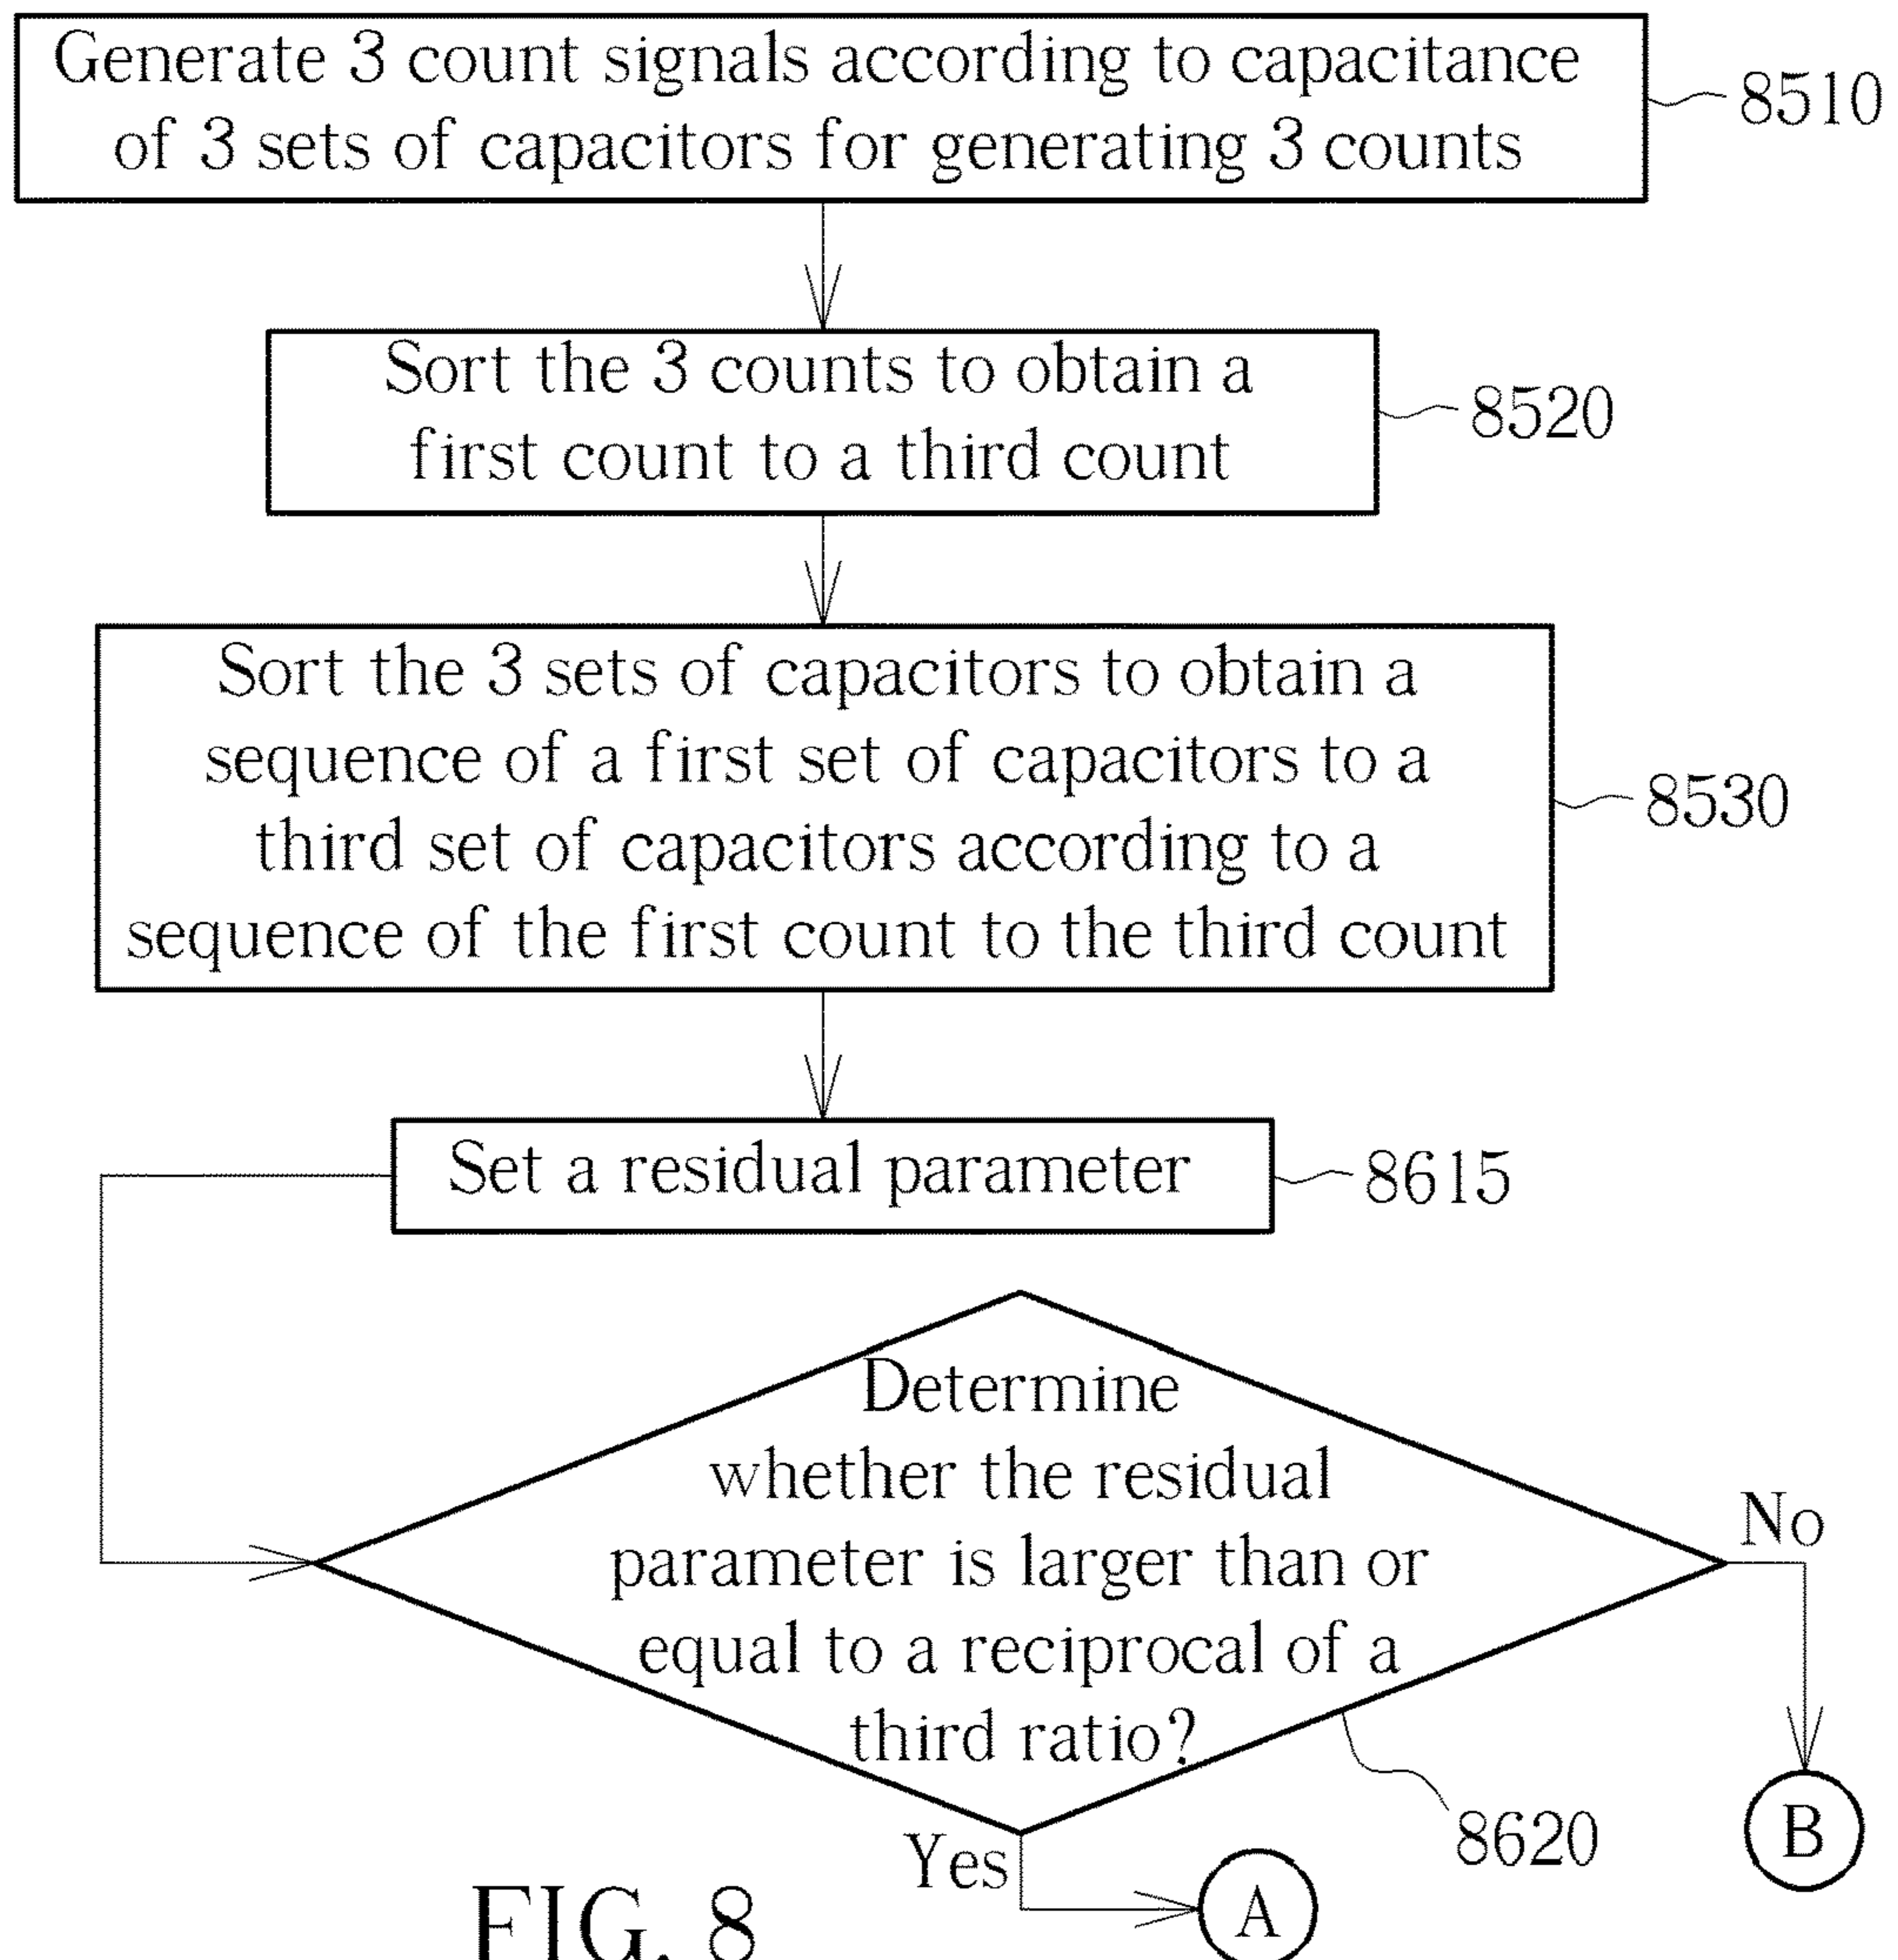 Generate 3 count signals according to capacitance
of 3 sets of capacitors for generating 3 counts
8510
Sort the 3 counts to obtain a
first count to a third count
8520
Sort the 3 sets of capacitors to obtain a
sequence of a first set of capacitors to a
third set of capacitors according to a
sequence of the first count to the third count
8530
Set a residual parameter
8615
Determine
whether the residual
parameter is larger than or
equal to a reciprocal of a
third ratio?
No
8620
B
Yes
A
FIG. 8